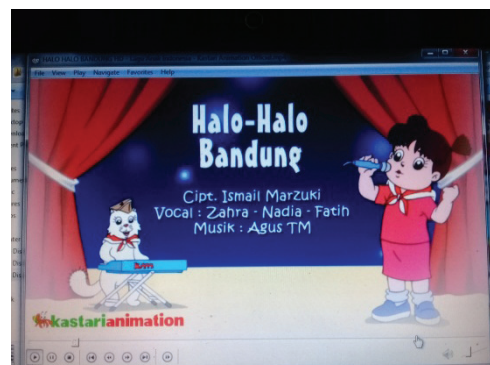 File View Play Navigate Favorites Help
Halo-Halo
Bandung
Cipt. Ismail Marzuki
Vocal : Zahra - Nadia - Fatih
Musik : Agus TM
kastarianimation